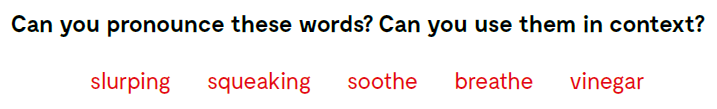 Can you pronounce these words? Can you use them in context?
slurping squeaking soothe breathe vinegar